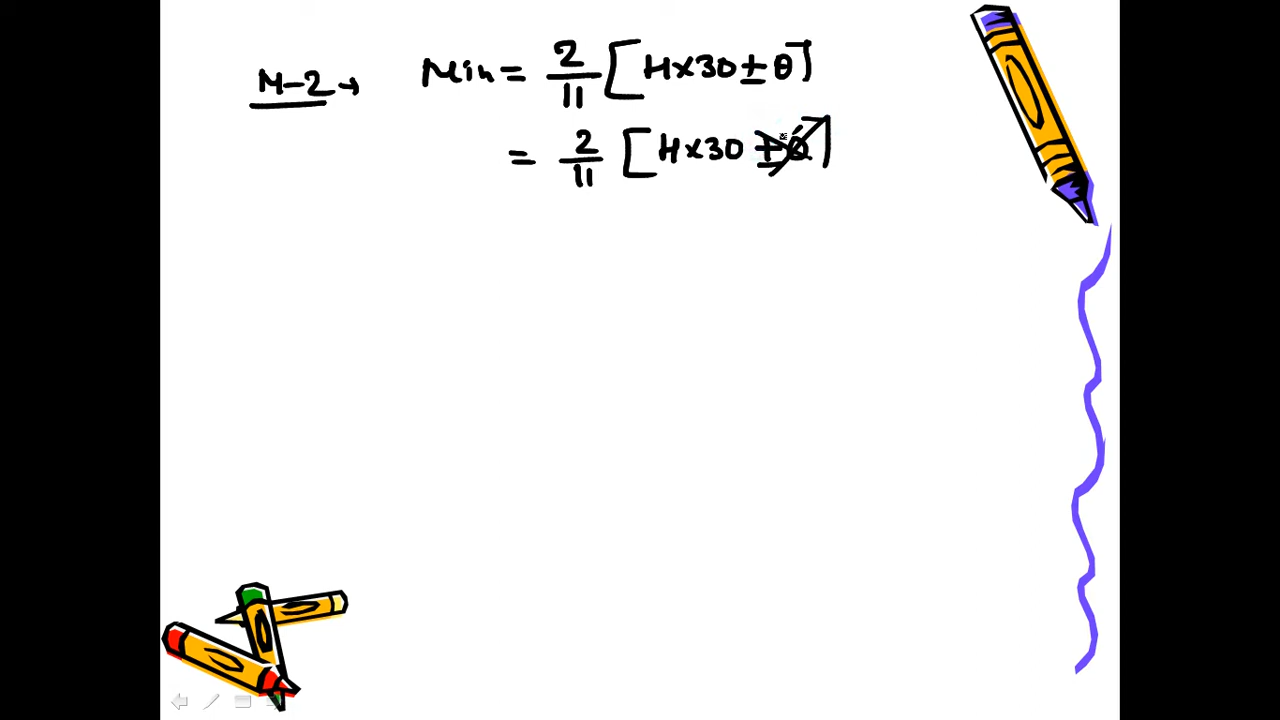 M-2 → Min = 2/11 [H×30 ± θ]
= 2/11 [H×30 ± 0]